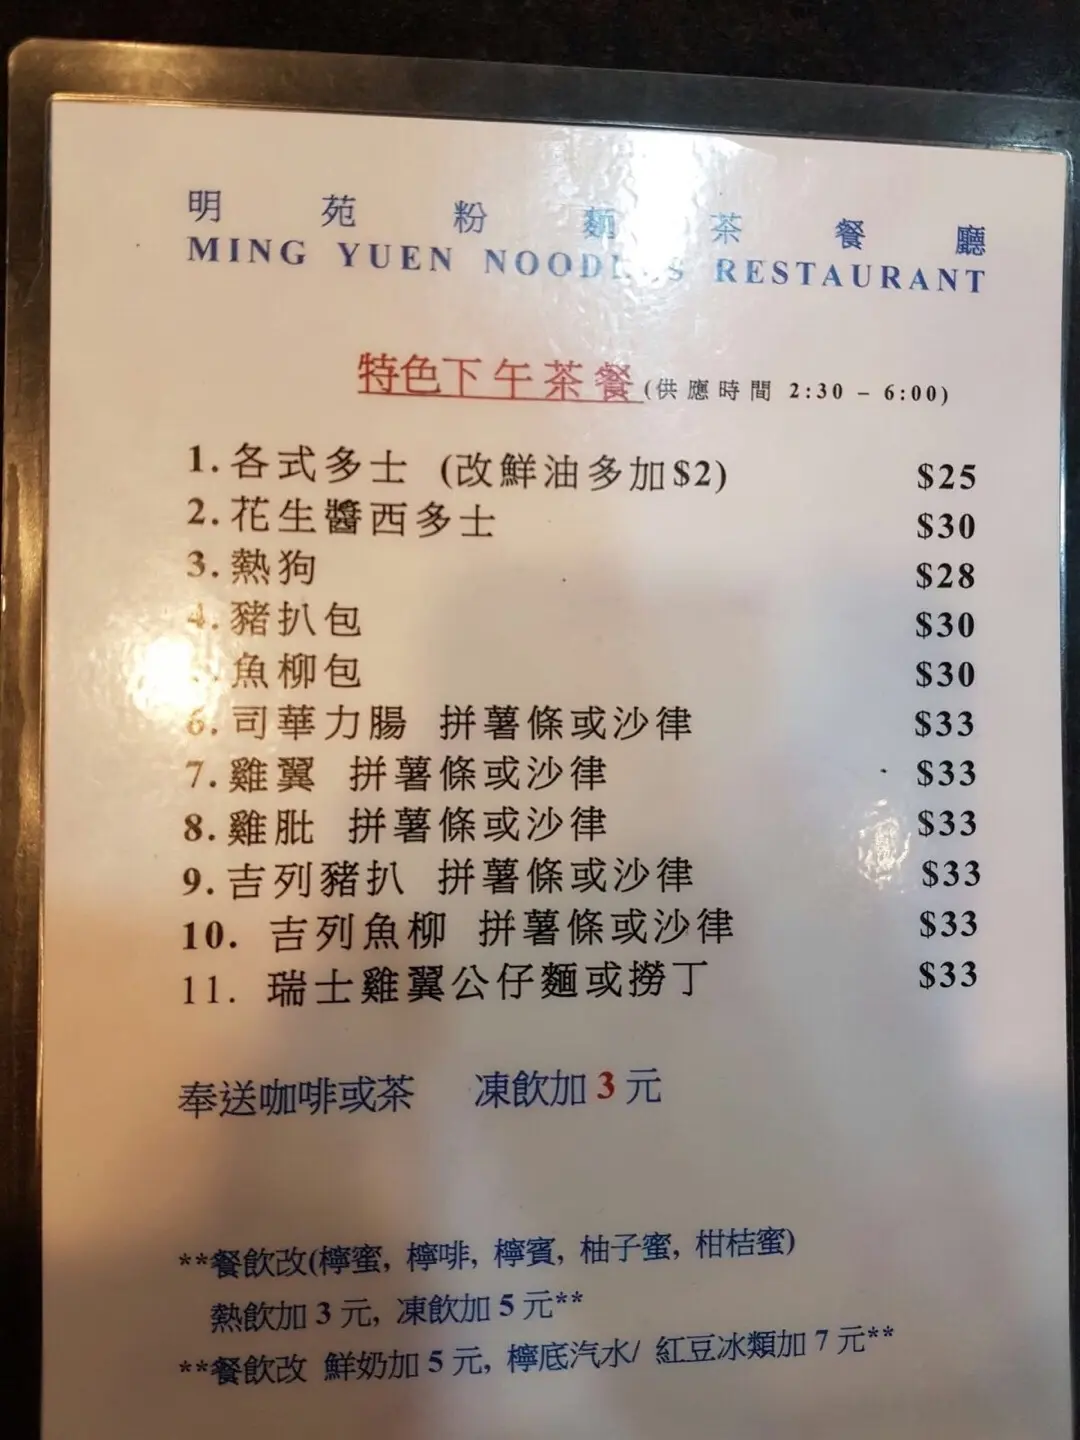 明苑粉麵茶餐廳
MING YUEN NOODLES RESTAURANT
特色下午茶餐(供應時間 2:30 – 6:00)
1.各式多士 (改鮮油多加$2) $25
2.花生醬西多士 $30
3.熱狗 $28
4.豬扒包 $30
魚柳包 $30
6.司華力腸 拼薯條或沙律 $33
7.雞翼 拼薯條或沙律 $33
8.雞肶 拼薯條或沙律 $33
9.吉列豬扒 拼薯條或沙律 $33
10. 吉列魚柳 拼薯條或沙律 $33
11. 瑞士雞翼公仔麵或撈丁 $33
奉送咖啡或茶 凍飲加 3 元
**餐飲改(檸蜜, 檸啡, 檸賓, 柚子蜜, 柑桔蜜)
熱飲加 3 元, 凍飲加 5 元**
**餐飲改 鮮奶加 5 元, 檸底汽水/ 紅豆冰類加 7 元**